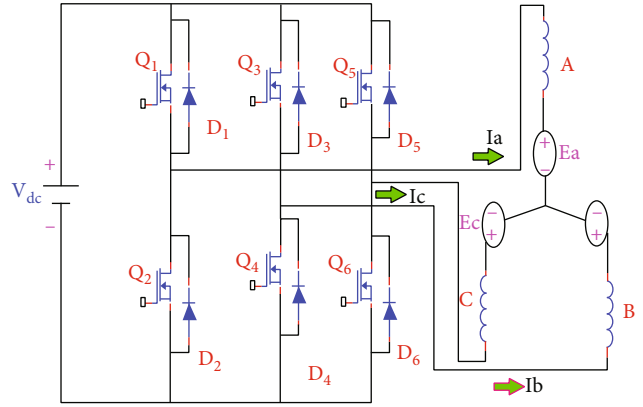 Q1
Q3
Q5
A
D1
D3
D5
Ia
Ea
+
+
−
Vdc
−
Ic
Ec
−
+
−
+
Q2
Q4
Q6
C
B
D2
D4
D6
Ib